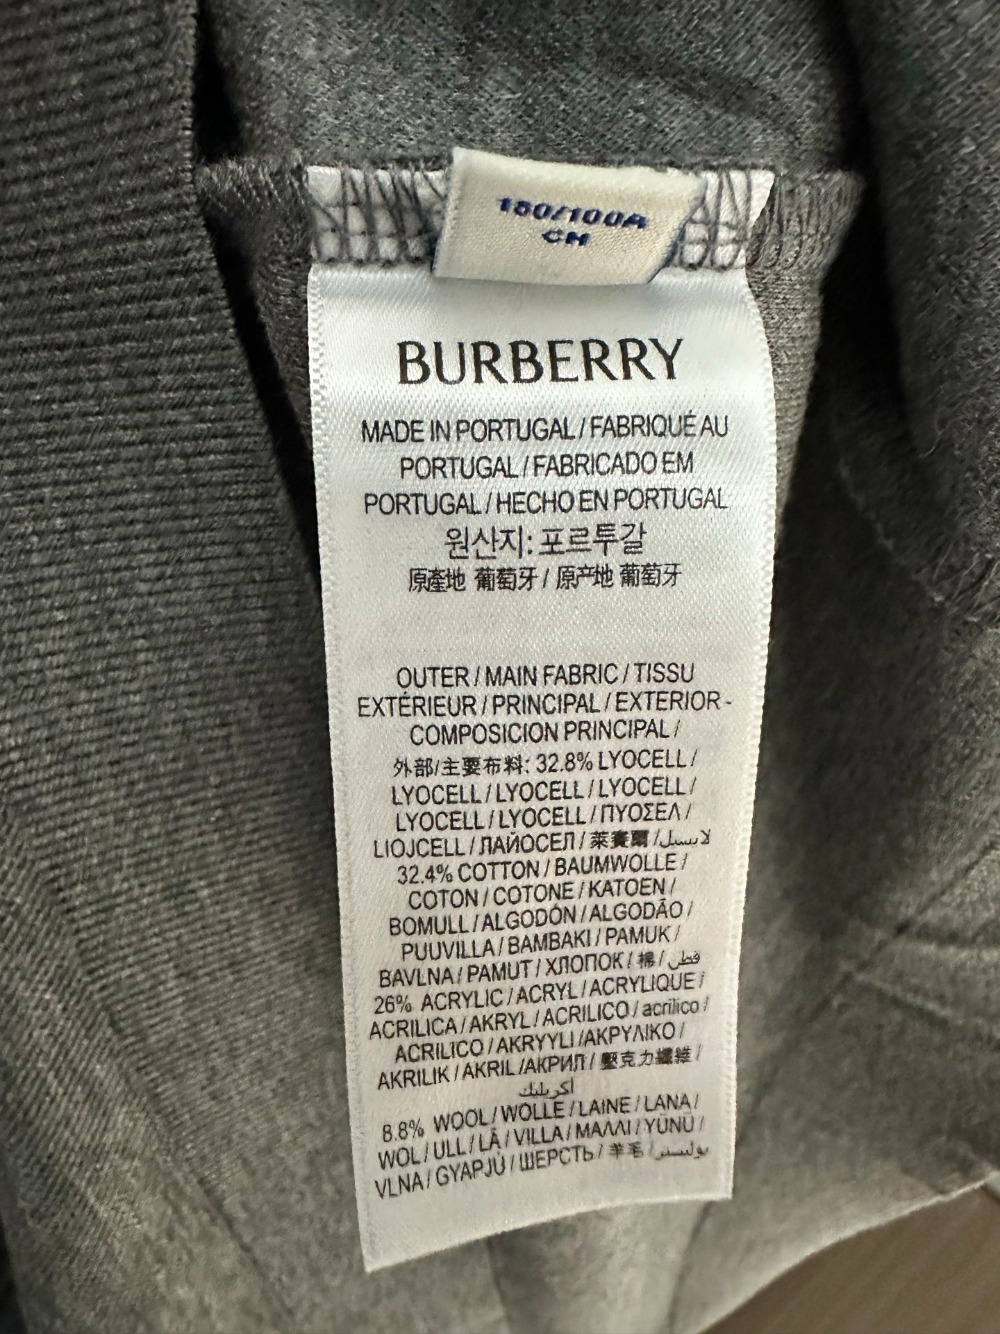 180/100A
CM
BURBERRY
MADE IN PORTUGAL / FABRIQUÉ AU
PORTUGAL / FABRICADO EM
PORTUGAL / HECHO EN PORTUGAL
원산지: 포르투갈
原產地 葡萄牙 / 原产地 葡萄牙
OUTER / MAIN FABRIC / TISSU
EXTÉRIEUR / PRINCIPAL / EXTERIOR -
COMPOSICION PRINCIPAL /
外部/主要布料: 32.8% LYOCELL /
LYOCELL / LYOCELL / LYOCELL /
LYOCELL / LYOCELL / ΠΥΟΣΕΛ /
LIOJCELL / ЛАЙОСЕЛ / 萊賽爾 /
32.4% COTTON / BAUMWOLLE /
COTON / COTONE / KATOEN /
BOMULL / ALGODÓN / ALGODÃO /
PUUVILLA / BAMBAKI / PAMUK /
BAVLNA / PAMUT / ХЛОПОК / 棉 / قطن
26% ACRYLIC / ACRYL / ACRYLIQUE /
ACRILICA / AKRYL / ACRILICO / acrilico /
ACRILICO / AKRYYLI /ΑΚΡΥΛΙΚΟ /
AKRILIK / AKRIL /АКРИЛ / 壓克力纖維 /
أكريليك
8.8% WOOL / WOLLE / LAINE / LANA /
WOL / ULL / LÃ / VILLA / ΜΑΛΛΙ / YÜNÜ /
VLNA / GYAPJÚ / ШЕРСТЬ / 羊毛 / بوليستر